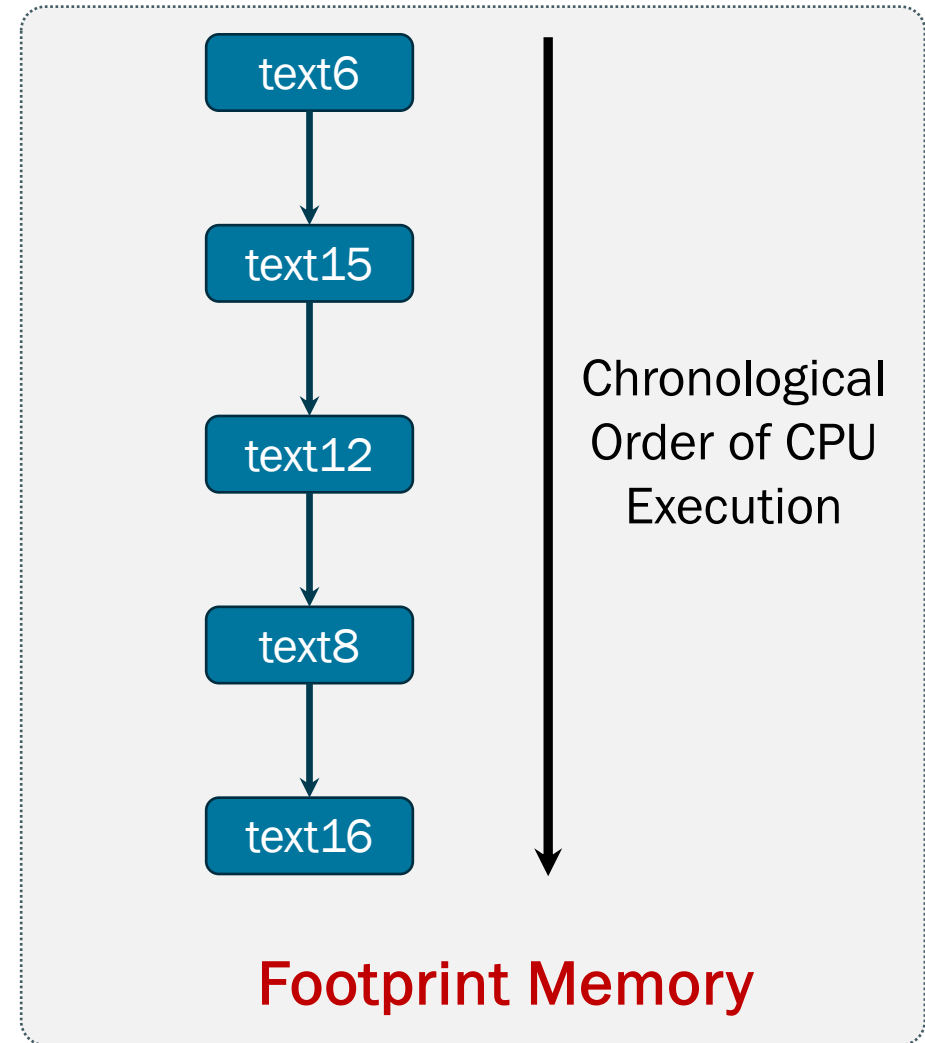 text6
text15
text12
text8
text16
Chronological
Order of CPU
Execution
Footprint Memory